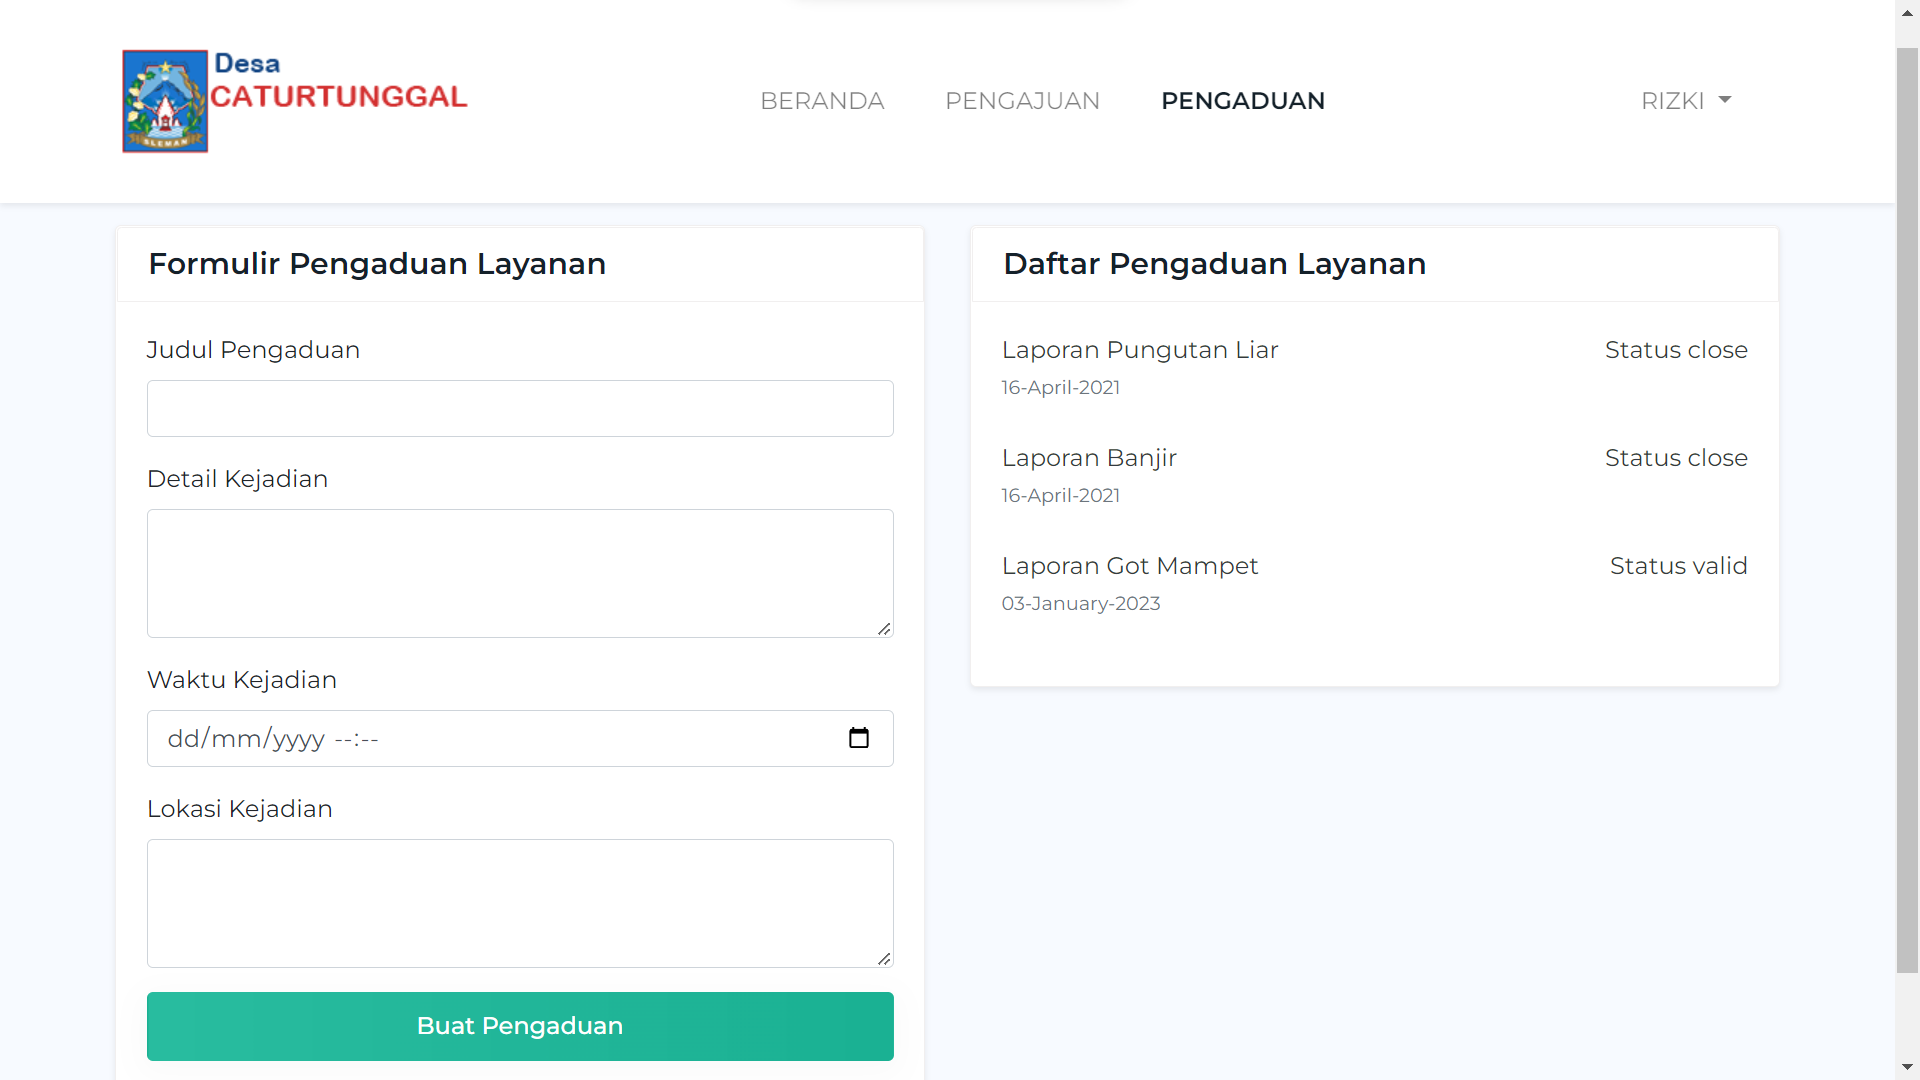 Desa
CATURTUNGGAL
SLEMAN
BERANDA
PENGAJUAN
PENGADUAN
RIZKI
Formulir Pengaduan Layanan
Judul Pengaduan
Detail Kejadian
Waktu Kejadian
dd/mm/yyyy --:--
Lokasi Kejadian
Buat Pengaduan
Daftar Pengaduan Layanan
Laporan Pungutan Liar
Status close
16-April-2021
Laporan Banjir
Status close
16-April-2021
Laporan Got Mampet
Status valid
03-January-2023